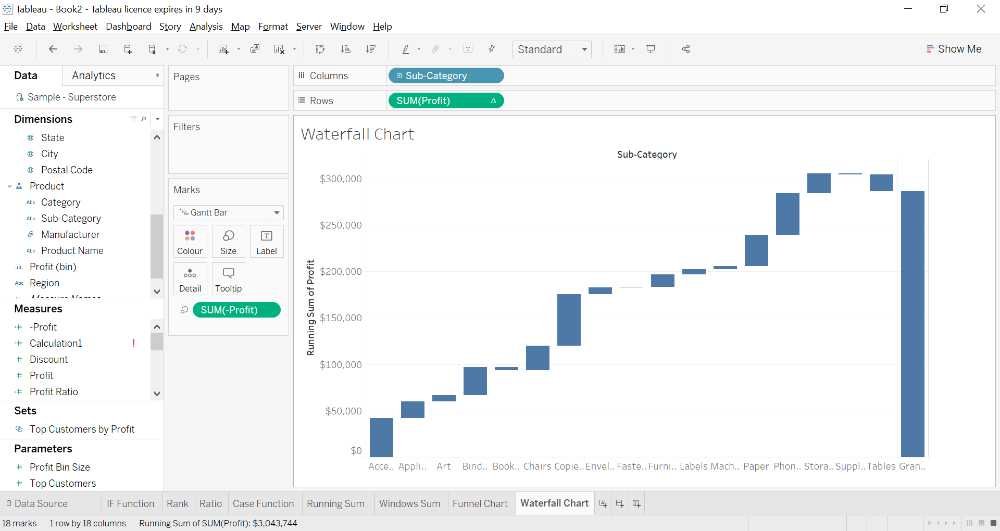 Tableau - Book2 - Tableau licence expires in 9 days
File Data Worksheet Dashboard Story Analysis Map Format Server Window Help
Standard
Show Me
Data Analytics
Sample - Superstore
Dimensions
State
City
Postal Code
Product
Abc Category
Abc Sub-Category
Manufacturer
Abc Product Name
Profit (bin)
Abc Region
Measure Names
Measures
-Profit
Calculation1 !
Discount
Profit
Profit Ratio
Sets
Top Customers by Profit
Parameters
Profit Bin Size
Top Customers
Pages
Filters
Marks
Gantt Bar
Colour Size Label
Detail Tooltip
SUM(-Profit)
Columns Sub-Category
Rows SUM(Profit) Δ
Waterfall Chart
Sub-Category
Running Sum of Profit
$300,000
$250,000
$200,000
$150,000
$100,000
$50,000
$0
Acce.. Appli.. Art Bind.. Book.. Chairs Copie.. Envel.. Faste.. Furni.. Labels Mach.. Paper Phon.. Stora.. Suppl.. Tables Gran..
Data Source IF Function Rank Ratio Case Function Running Sum Windows Sum Funnel Chart Waterfall Chart
18 marks 1 row by 18 columns Running Sum of SUM(Profit): $3,043,744